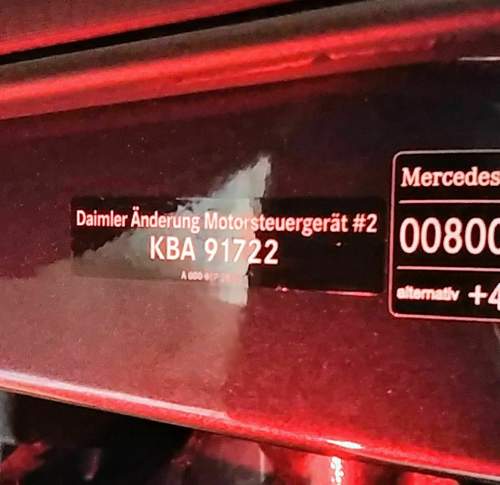 Daimler Änderung Motorsteuergerät #2
KBA 91722
Mercedes
00800
alternativ +4